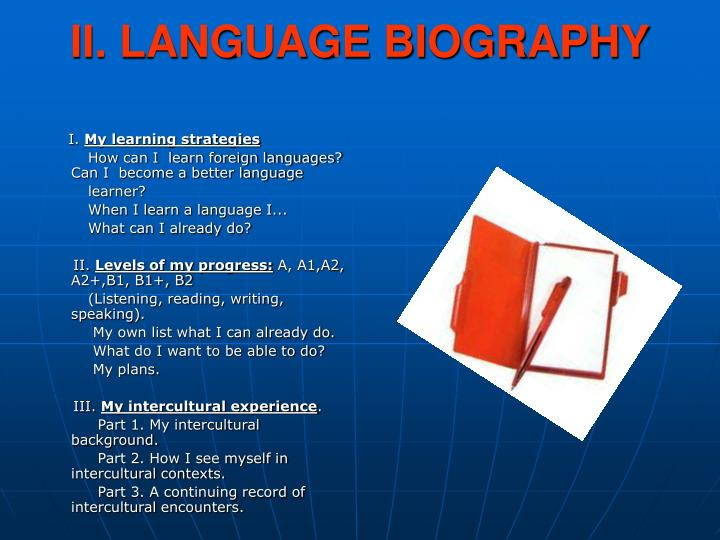 II. LANGUAGE BIOGRAPHY
I. My learning strategies
How can I learn foreign languages?
Can I become a better language
learner?
When I learn a language I...
What can I already do?
II. Levels of my progress: A, A1,A2,
A2+,B1, B1+, B2
(Listening, reading, writing,
speaking).
My own list what I can already do.
What do I want to be able to do?
My plans.
III. My intercultural experience.
Part 1. My intercultural
background.
Part 2. How I see myself in
intercultural contexts.
Part 3. A continuing record of
intercultural encounters.